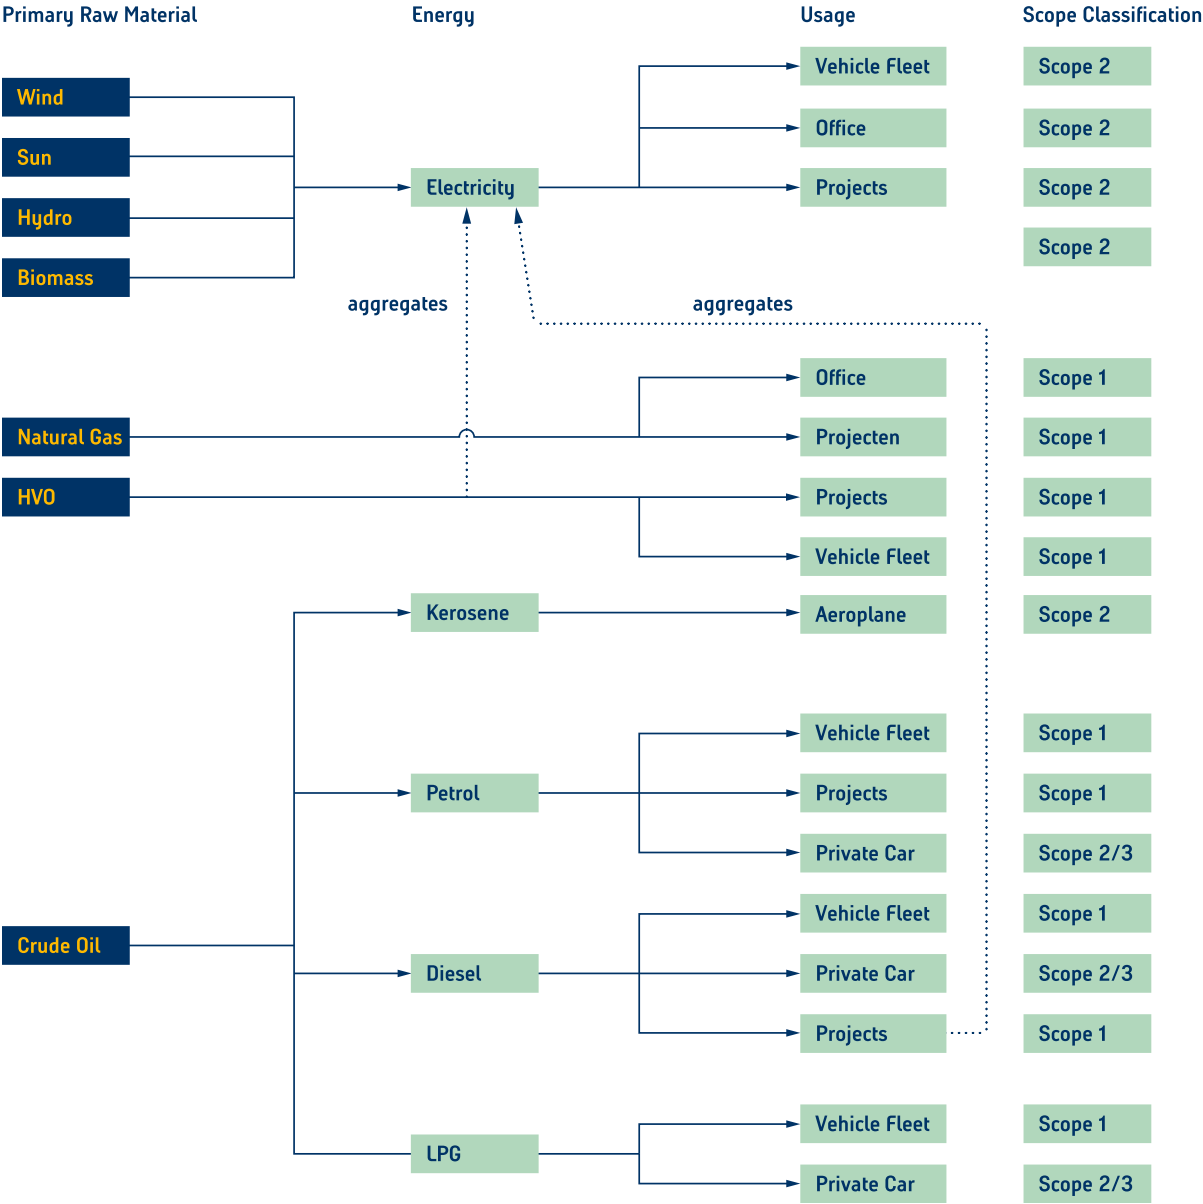 Primary Raw Material Energy Usage Scope Classification
Vehicle Fleet Scope 2
Wind
Office Scope 2
Sun
Electricity Projects Scope 2
Hydro
Scope 2
Biomass
aggregates aggregates
Office Scope 1
Natural Gas Projecten Scope 1
HVO Projects Scope 1
Vehicle Fleet Scope 1
Kerosene Aeroplane Scope 2
Vehicle Fleet Scope 1
Petrol Projects Scope 1
Private Car Scope 2/3
Vehicle Fleet Scope 1
Crude Oil
Diesel Private Car Scope 2/3
Projects Scope 1
Vehicle Fleet Scope 1
LPG
Private Car Scope 2/3